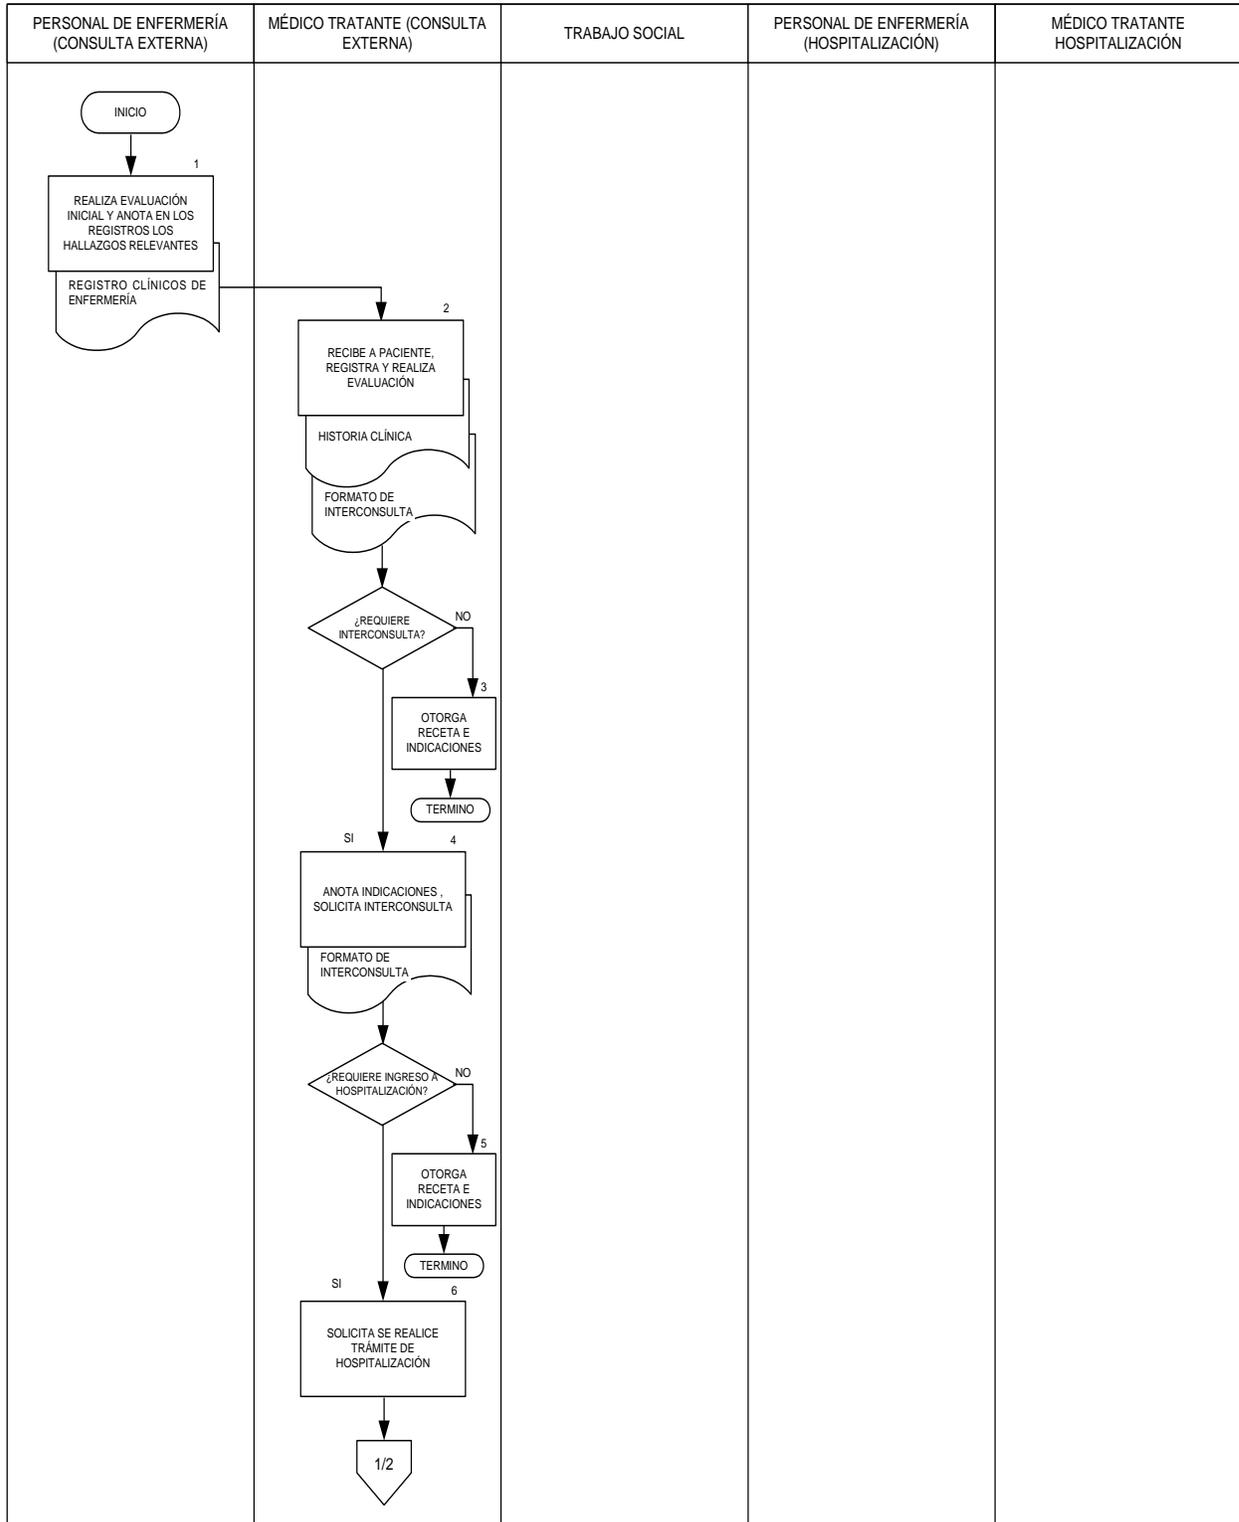 PERSONAL DE ENFERMERÍA
(CONSULTA EXTERNA)
MÉDICO TRATANTE (CONSULTA
EXTERNA)
TRABAJO SOCIAL
PERSONAL DE ENFERMERÍA
(HOSPITALIZACIÓN)
MÉDICO TRATANTE
HOSPITALIZACIÓN
INICIO
1
REALIZA EVALUACIÓN
INICIAL Y ANOTA EN LOS
REGISTROS LOS
HALLAZGOS RELEVANTES
REGISTRO CLÍNICOS DE
ENFERMERÍA
2
RECIBE A PACIENTE,
REGISTRA Y REALIZA
EVALUACIÓN
HISTORIA CLÍNICA
FORMATO DE
INTERCONSULTA
¿REQUIERE
INTERCONSULTA?
NO
3
OTORGA
RECETA E
INDICACIONES
TERMINO
SI
4
ANOTA INDICACIONES ,
SOLICITA INTERCONSULTA
FORMATO DE
INTERCONSULTA
¿REQUIERE INGRESO A
HOSPITALIZACIÓN?
NO
5
OTORGA
RECETA E
INDICACIONES
TERMINO
SI
6
SOLICITA SE REALICE
TRÁMITE DE
HOSPITALIZACIÓN
1/2